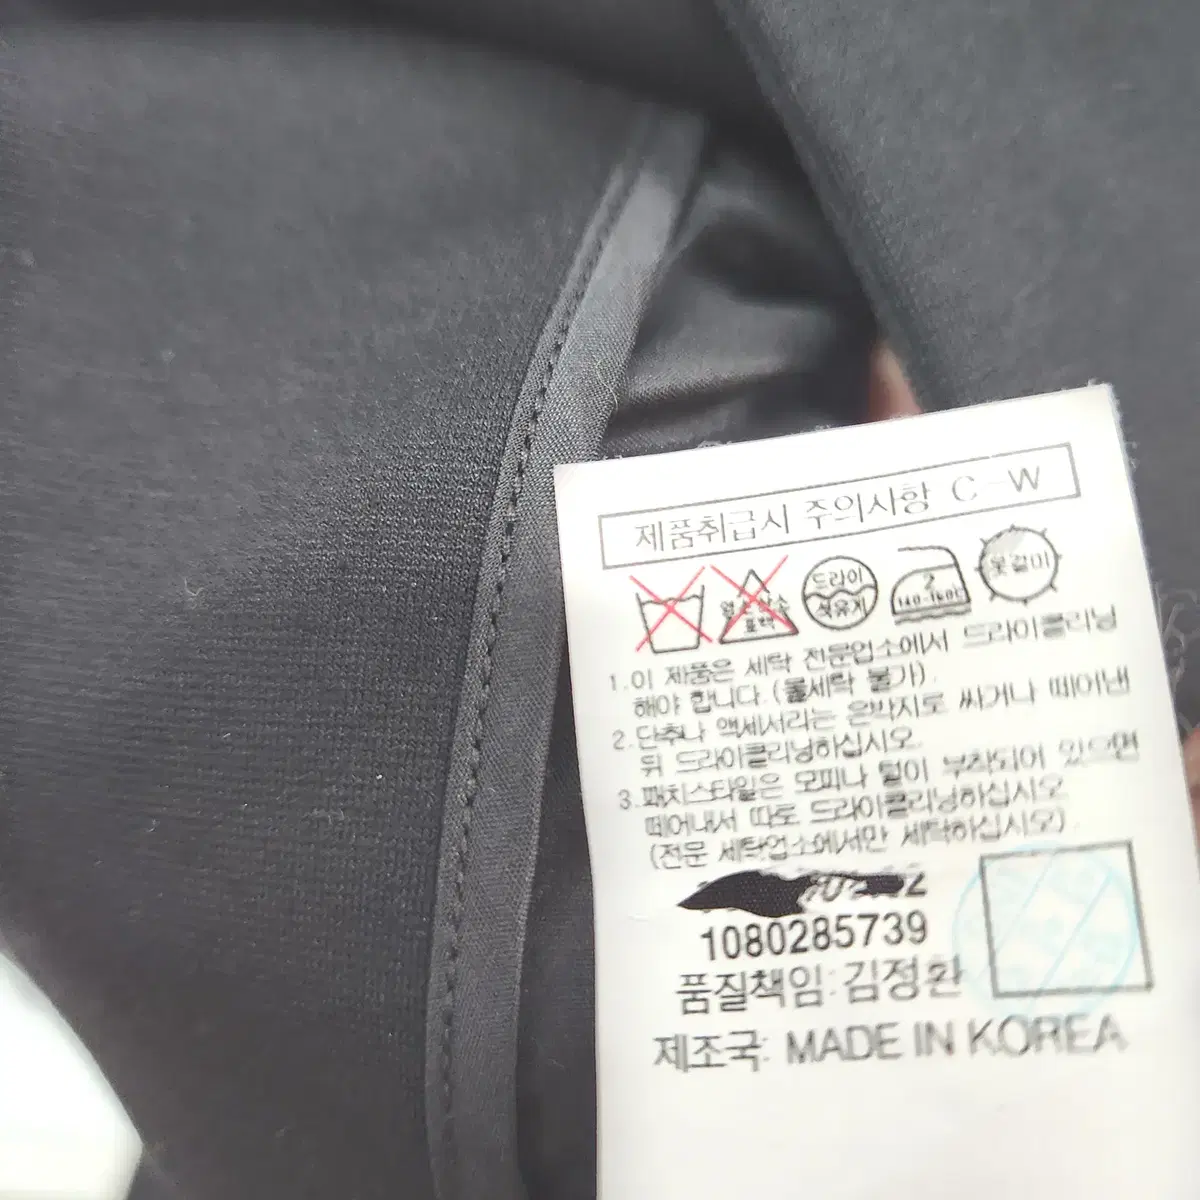 제품취급시 주의사항 C-W
드라이
석유계
염소산소
표백
2
140-160℃
옷걸이
1.이 제품은 세탁 전문업소에서 드라이클리닝
해야 합니다.(물세탁 불가).
2.단추나 액세서리는 은박지로 싸거나 떼어낸
뒤 드라이클리닝하십시오.
3.패치스타일은 모피나 털이 부착되어 있으면
떼어내서 따로 드라이클리닝하십시오.
(전문 세탁업소에서만 세탁하십시오).
1080285739
품질책임:김정환
제조국: MADE IN KOREA